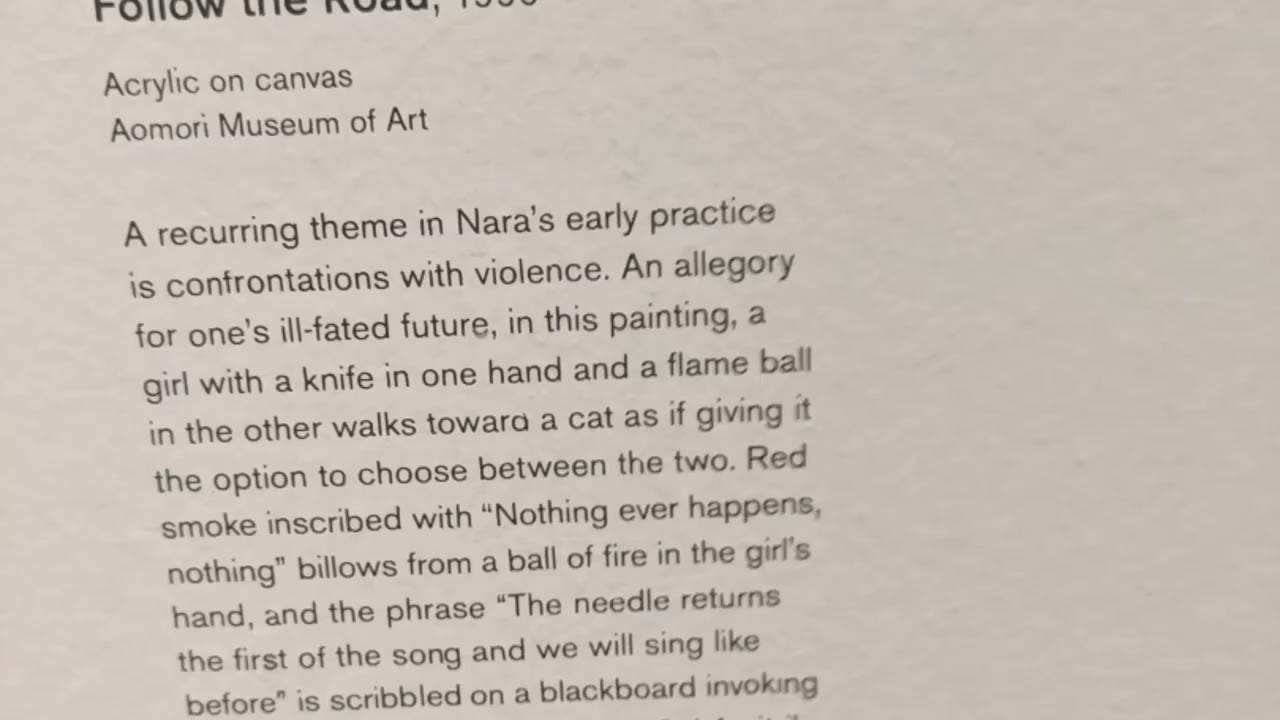 Follow the Road,
Acrylic on canvas
Aomori Museum of Art
A recurring theme in Nara's early practice
is confrontations with violence. An allegory
for one's ill-fated future, in this painting, a
girl with a knife in one hand and a flame ball
in the other walks toward a cat as if giving it
the option to choose between the two. Red
smoke inscribed with “Nothing ever happens,
nothing” billows from a ball of fire in the girl's
hand, and the phrase “The needle returns
the first of the song and we will sing like
before” is scribbled on a blackboard invoking